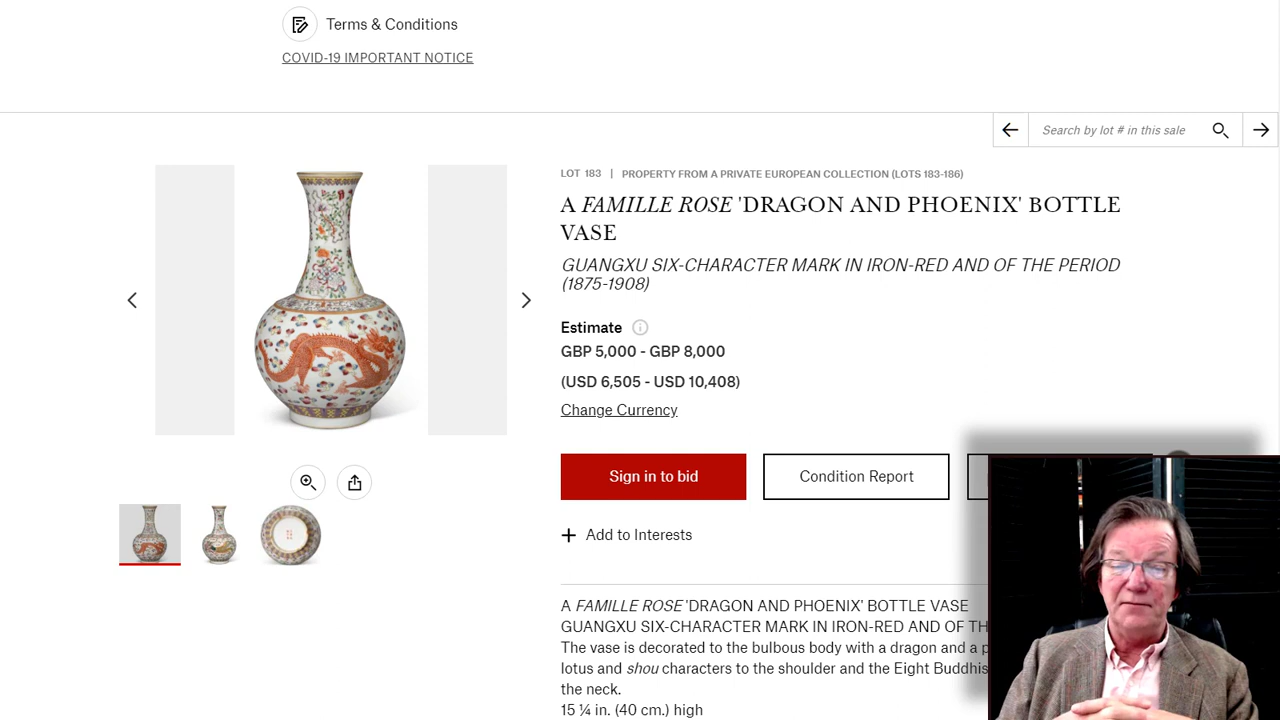 Terms & Conditions
COVID-19 IMPORTANT NOTICE
Search by lot # in this sale
LOT 183 | PROPERTY FROM A PRIVATE EUROPEAN COLLECTION (LOTS 183-186)
A FAMILLE ROSE 'DRAGON AND PHOENIX' BOTTLE
VASE
GUANGXU SIX-CHARACTER MARK IN IRON-RED AND OF THE PERIOD
(1875-1908)
Estimate
GBP 5,000 - GBP 8,000
(USD 6,505 - USD 10,408)
Change Currency
Sign in to bid
Condition Report
+ Add to Interests
A FAMILLE ROSE 'DRAGON AND PHOENIX' BOTTLE VASE
GUANGXU SIX-CHARACTER MARK IN IRON-RED AND OF
The vase is decorated to the bulbous body with a dragon and a
lotus and shou characters to the shoulder and the Eight
the neck.
15 ¼ in. (40 cm.) high